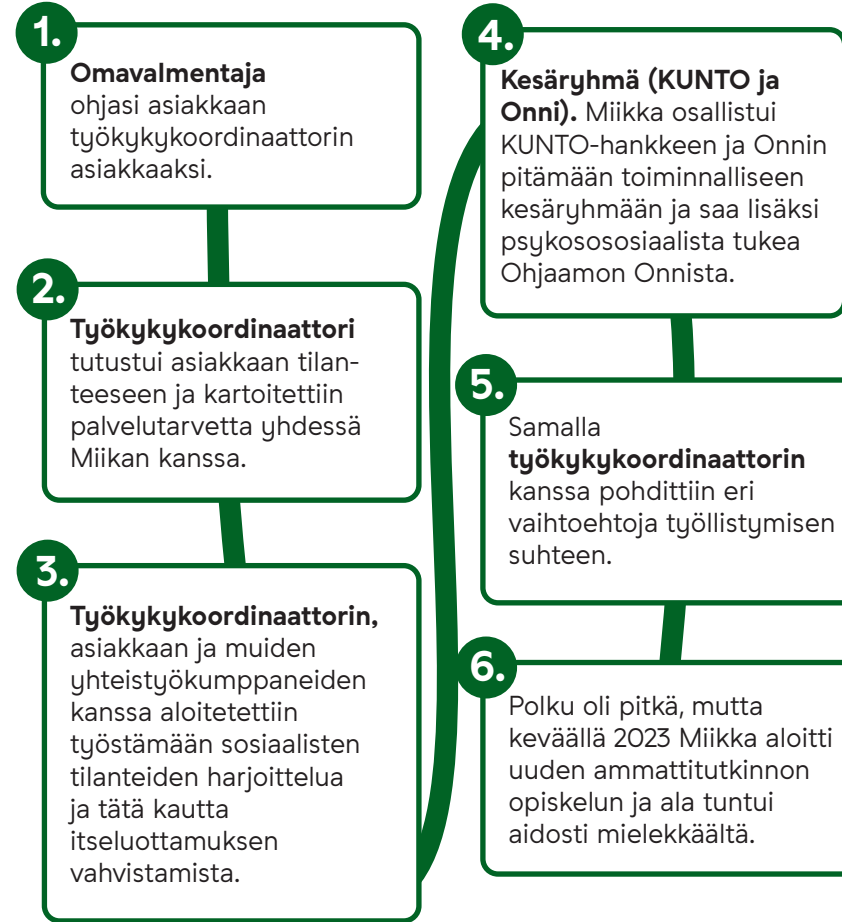 1.
Omavalmentaja
ohjasi asiakkaan
työkykykoordinaattorin
asiakkaaksi.
2.
Työkykykoordinaattori
tutustui asiakkaan tilan-
teeseen ja kartoitettiin
palvelutarvetta yhdessä
Miikan kanssa.
3.
Työkykykoordinaattorin,
asiakkaan ja muiden
yhteistyökumppaneiden
kanssa aloitetettiin
työstämään sosiaalisten
tilanteiden harjoittelua
ja tätä kautta
itseluottamuksen
vahvistamista.
4.
Kesäryhmä (KUNTO ja
Onni). Miikka osallistui
KUNTO-hankkeen ja Onnin
pitämään toiminnalliseen
kesäryhmään ja saa lisäksi
psykosososiaalista tukea
Ohjaamon Onnista.
5.
Samalla
työkykykoordinaattorin
kanssa pohdittiin eri
vaihtoehtoja työllistymisen
suhteen.
6.
Polku oli pitkä, mutta
keväällä 2023 Miikka aloitti
uuden ammattitutkinnon
opiskelun ja ala tuntui
aidosti mielekkäältä.